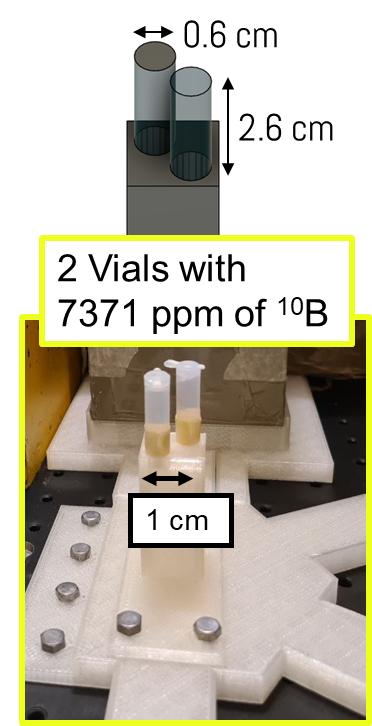 0.6 cm
2.6 cm
2 Vials with
7371 ppm of ¹⁰B
1 cm